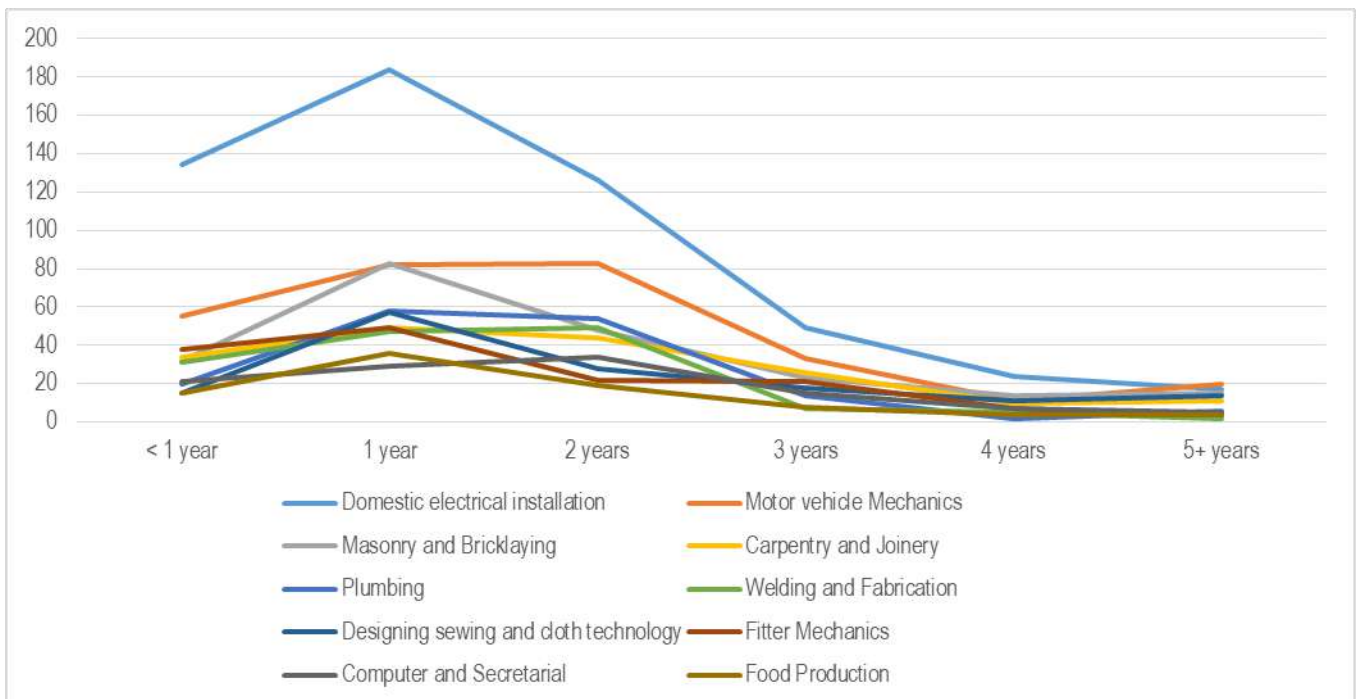 200
180
160
140
120
100
80
60
40
20
0
< 1 year 1 year 2 years 3 years 4 years 5+ years
Domestic electrical installation Motor vehicle Mechanics
Masonry and Bricklaying Carpentry and Joinery
Plumbing Welding and Fabrication
Designing sewing and cloth technology Fitter Mechanics
Computer and Secretarial Food Production